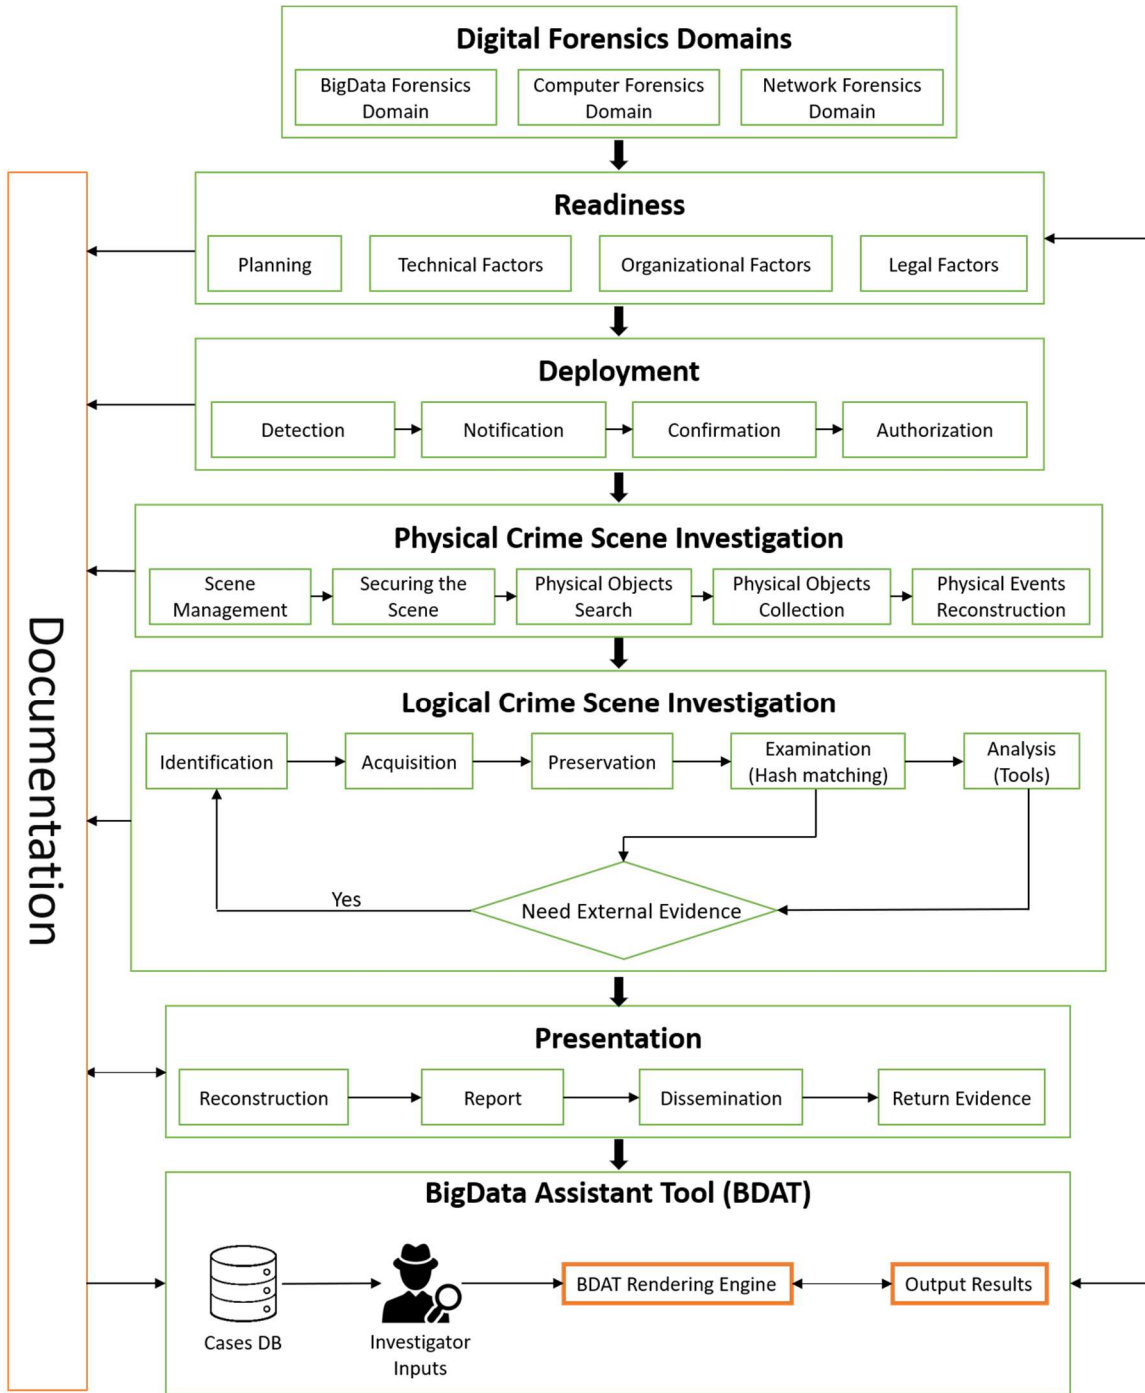 Digital Forensics Domains
BigData Forensics
Domain
Computer Forensics
Domain
Network Forensics
Domain
Readiness
Planning
Technical Factors
Organizational Factors
Legal Factors
Deployment
Detection
Notification
Confirmation
Authorization
Physical Crime Scene Investigation
Scene
Management
Securing the
Scene
Physical Objects
Search
Physical Objects
Collection
Physical Events
Reconstruction
Documentation
Logical Crime Scene Investigation
Identification
Acquisition
Preservation
Examination
(Hash matching)
Analysis
(Tools)
Yes
Need External Evidence
Presentation
Reconstruction
Report
Dissemination
Return Evidence
BigData Assistant Tool (BDAT)
Cases DB
Investigator
Inputs
BDAT Rendering Engine
Output Results